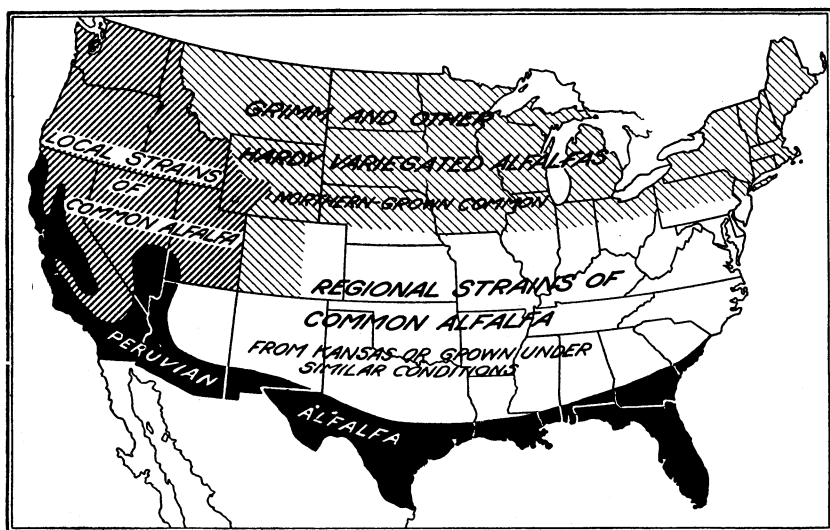 GRIMM AND OTHER
HARDY VARIEGATED ALFALFAS
NORTHERN-GROWN COMMON
LOCAL STRAINS
OF
COMMON ALFALFA
REGIONAL STRAINS OF
COMMON ALFALFA
FROM KANSAS OR GROWN UNDER
SIMILAR CONDITIONS
PERUVIAN
ALFALFA